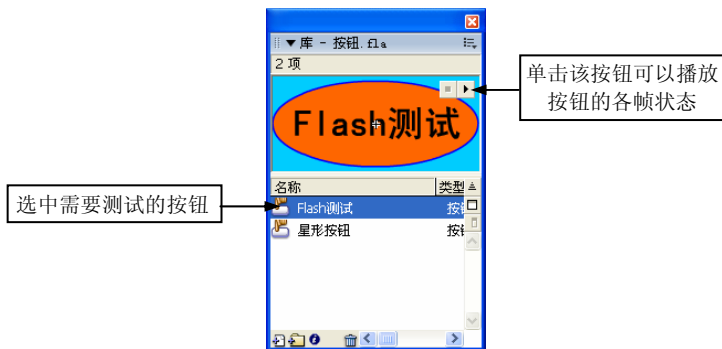 库 - 按钮.fla
2 项
单击该按钮可以播放
按钮的各帧状态
Flash测试
名称 类型
选中需要测试的按钮
Flash测试
星形按钮